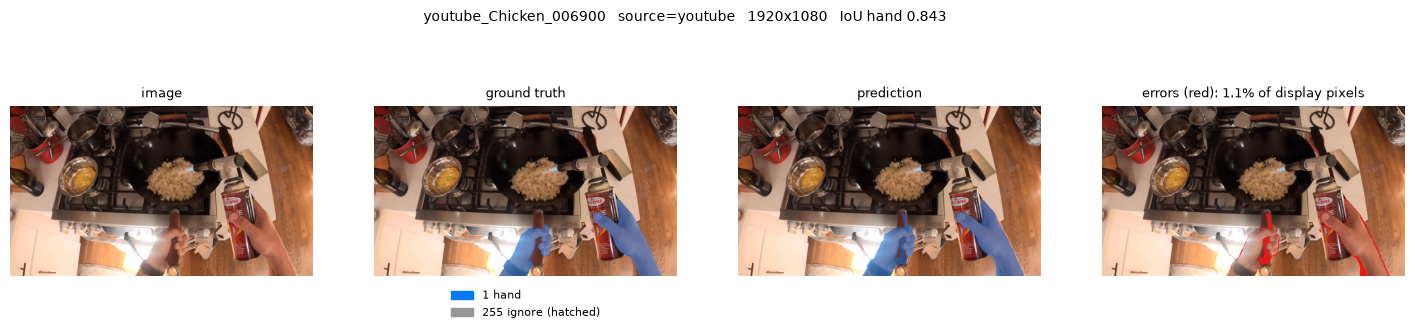 youtube_Chicken_006900   source=youtube   1920x1080   IoU hand 0.843
image
ground truth
prediction
errors (red): 1.1% of display pixels
1 hand
255 ignore (hatched)